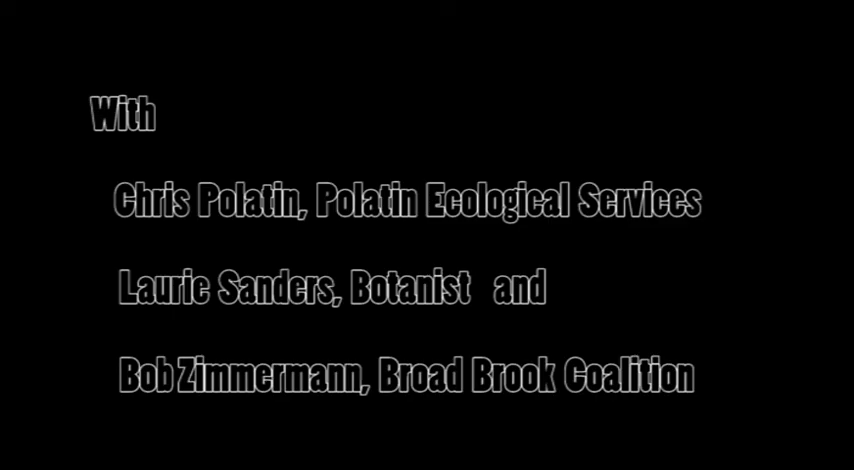 With
Chris Polatin, Polatin Ecological Services
Laurie Sanders, Botanist and
Bob Zimmermann, Broad Brook Coalition